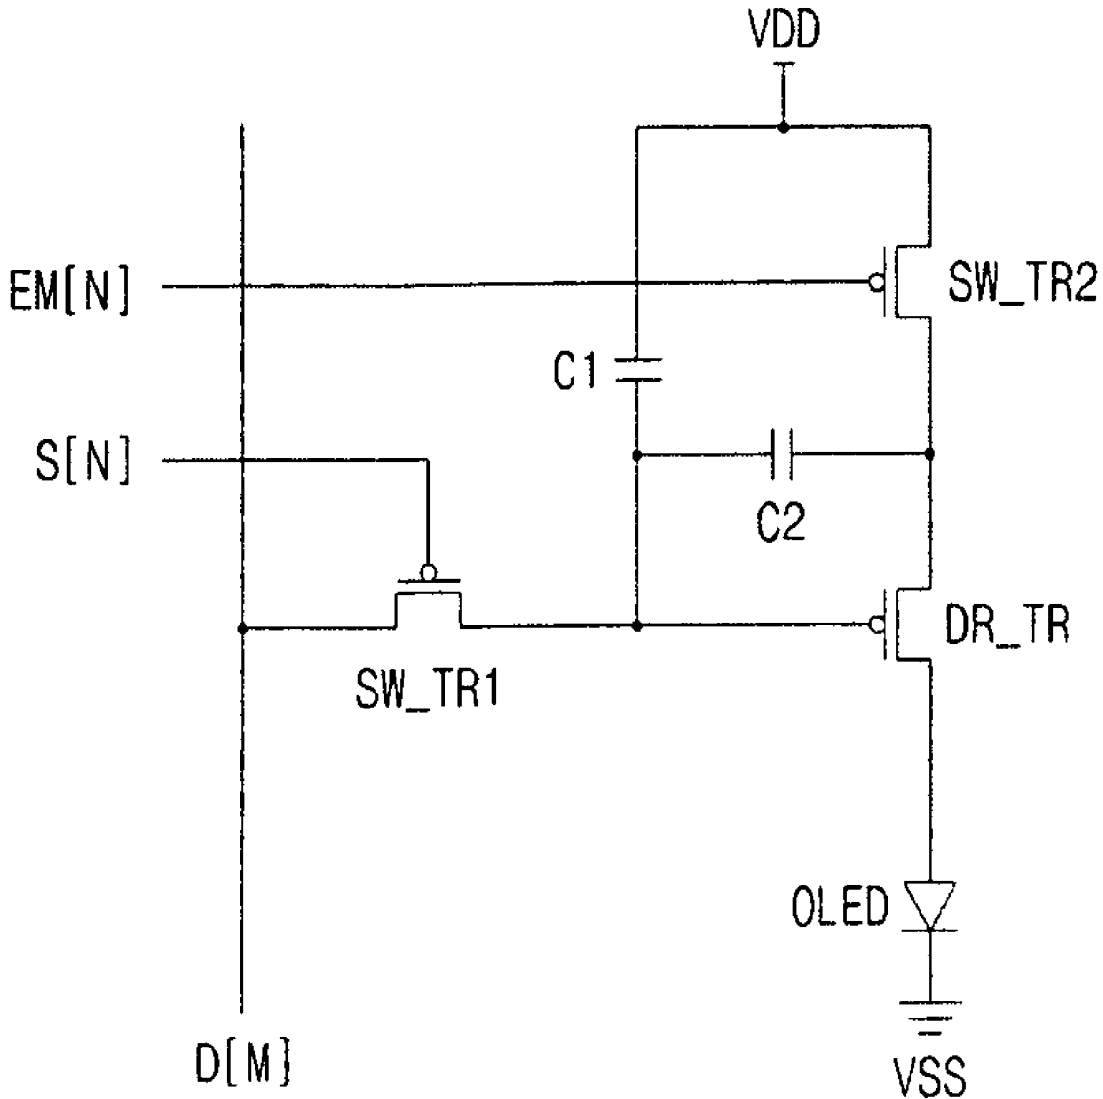 VDD
EM[N]
SW_TR2
C1
S[N]
C2
DR_TR
SW_TR1
OLED
D[M]
VSS